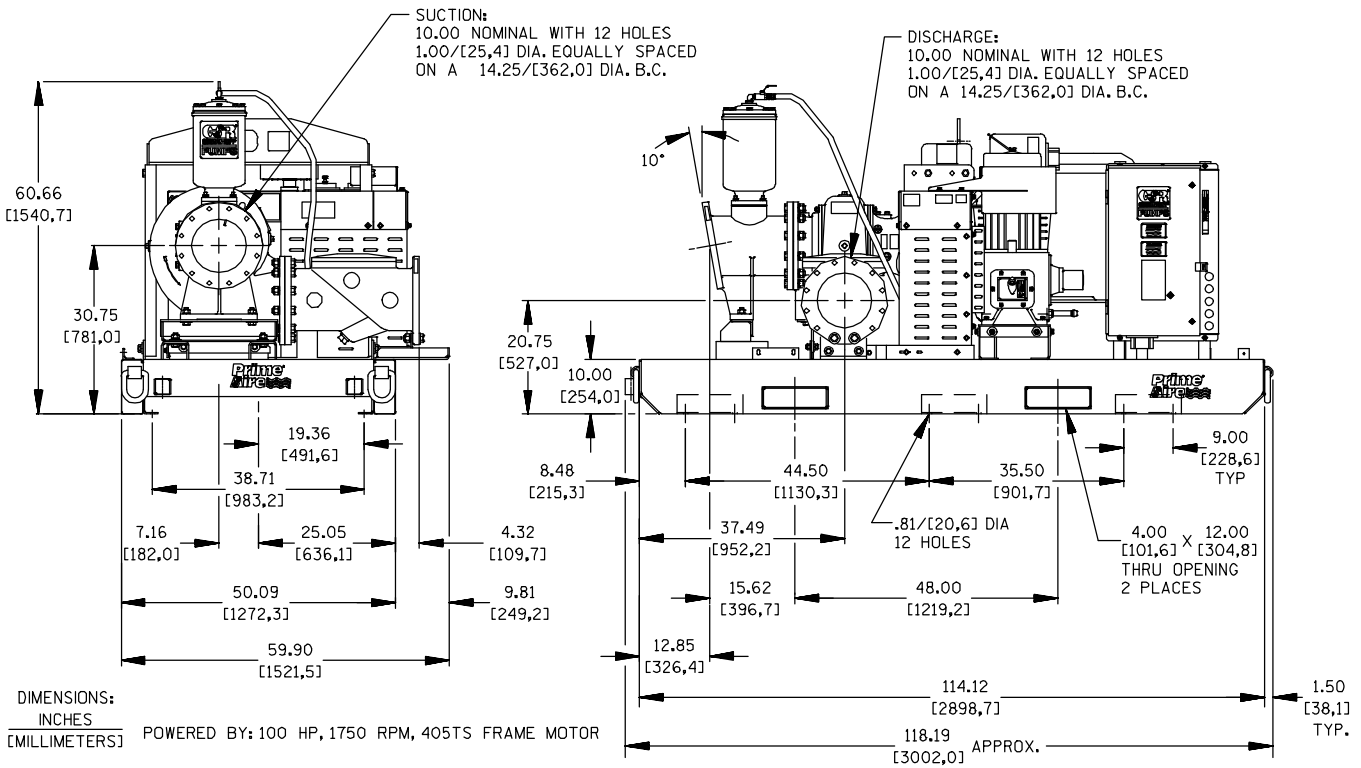 SUCTION:
10.00 NOMINAL WITH 12 HOLES
1.00/[25,4] DIA. EQUALLY SPACED
ON A 14.25/[362,0] DIA. B.C.
DISCHARGE:
10.00 NOMINAL WITH 12 HOLES
1.00/[25,4] DIA. EQUALLY SPACED
ON A 14.25/[362,0] DIA. B.C.
60.66
[1540,7]
30.75
[781,0]
Prime
Aire
19.36
[491,6]
38.71
[983,2]
7.16
[182,0]
25.05
[636,1]
4.32
[109,7]
50.09
[1272,3]
9.81
[249,2]
59.90
[1521,5]
10°
20.75
[527,0]
10.00
[254,0]
Prime
Aire
8.48
[215,3]
44.50
[1130,3]
35.50
[901,7]
9.00
[228,6]
TYP
37.49
[952,2]
.81/[20,6] DIA
12 HOLES
4.00 X 12.00
[101,6] [304,8]
THRU OPENING
2 PLACES
15.62
[396,7]
48.00
[1219,2]
12.85
[326,4]
114.12
[2898,7]
1.50
[38,1]
TYP.
118.19 APPROX.
[3002,0]
DIMENSIONS:
INCHES
[MILLIMETERS]
POWERED BY: 100 HP, 1750 RPM, 405TS FRAME MOTOR